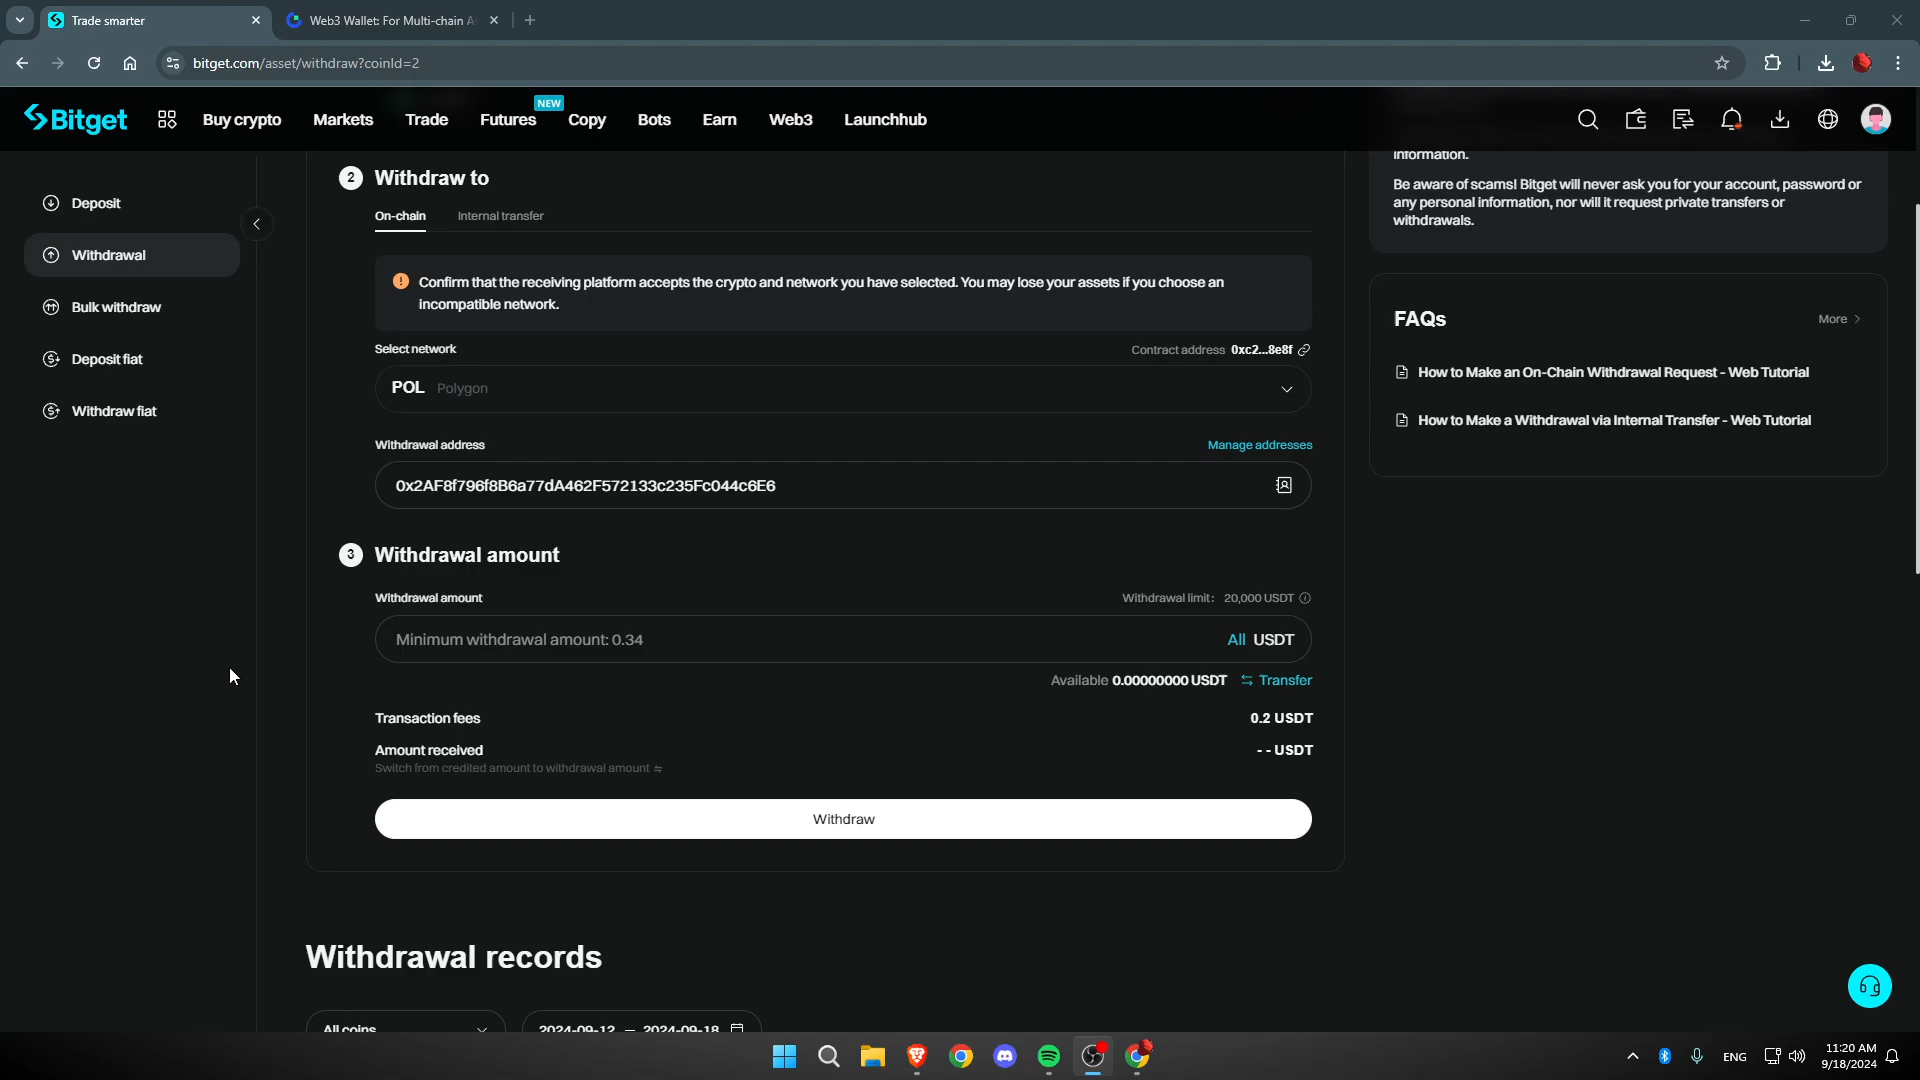 Trade smarter
Web3 Wallet: For Multi-chain A
bitget.com/asset/withdraw?coinId=2
Bitget
Buy crypto
Markets
Trade
Futures
NEW
Copy
Bots
Earn
Web3
Launchhub
Deposit
Withdrawal
Bulk withdraw
Deposit fiat
Withdraw fiat
2 Withdraw to
On-chain
Internal transfer
Confirm that the receiving platform accepts the crypto and network you have selected. You may lose your assets if you choose an
incompatible network.
Select network
Contract address 0xc2...8e8f
POL Polygon
Withdrawal address
Manage addresses
0x2AF8f796f8B6a77dA462F572133c235Fc044c6E6
3 Withdrawal amount
Withdrawal amount
Withdrawal limit: 20,000 USDT
Minimum withdrawal amount: 0.34
All USDT
Available 0.00000000 USDT
Transfer
Transaction fees
0.2 USDT
Amount received
- - USDT
Switch from credited amount to withdrawal amount
Withdraw
Withdrawal records
All coins
2024-09-12 — 2024-09-18
information.
Be aware of scams! Bitget will never ask you for your account, password or
any personal information, nor will it request private transfers or
withdrawals.
FAQs
More
How to Make an On-Chain Withdrawal Request - Web Tutorial
How to Make a Withdrawal via Internal Transfer - Web Tutorial
ENG
11:20 AM
9/18/2024